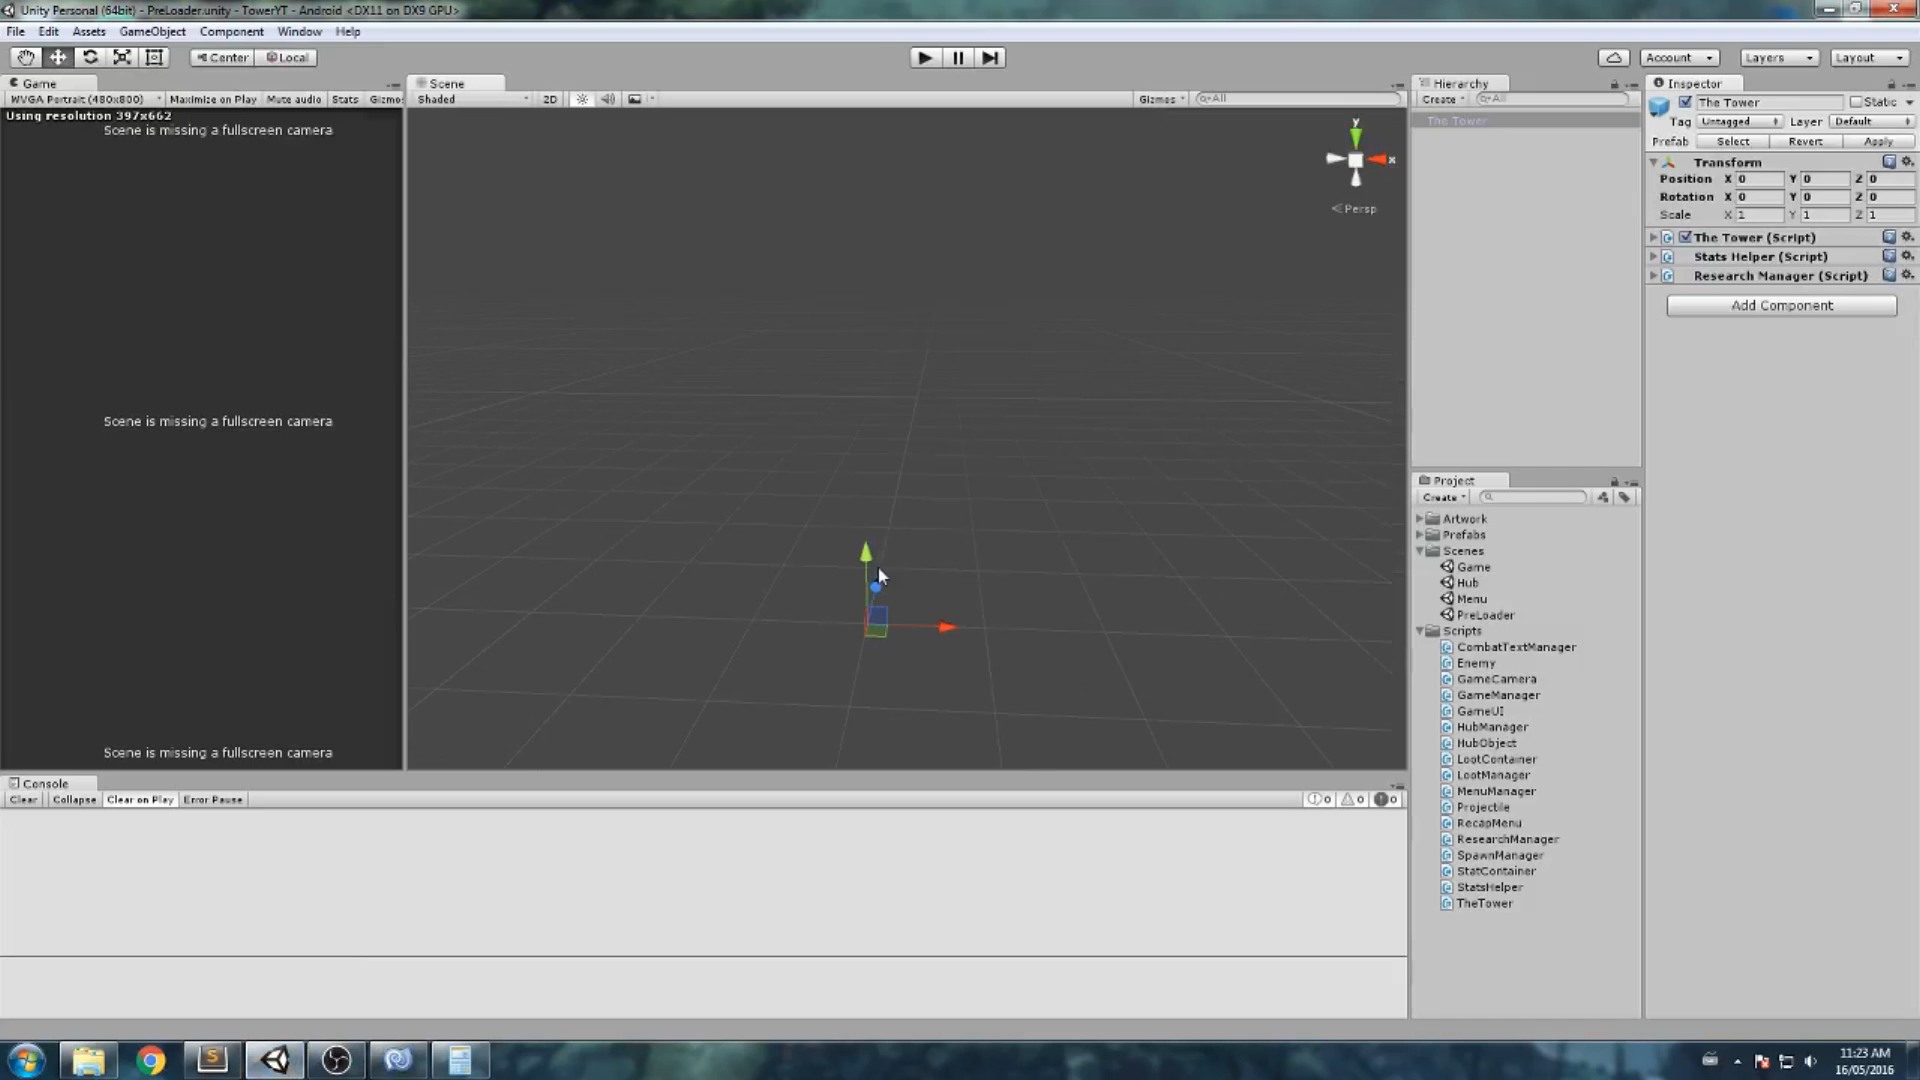 Unity Personal (64bit) - PreLoader.unity - TowerYT - Android <DX11 on DX9 GPU>
File Edit Assets GameObject Component Window Help
Center Local
Account Layers Layout
Game
WVGA Portrait (480x800) Maximize on Play Mute audio Stats Gizmos
Using resolution 397x662
Scene is missing a fullscreen camera
Scene is missing a fullscreen camera
Scene is missing a fullscreen camera
Scene
Shaded 2D Gizmos All
y
x
Persp
Hierarchy
Create All
The Tower
Project
Create
Artwork
Prefabs
Scenes
Game
Hub
Menu
PreLoader
Scripts
CombatTextManager
Enemy
GameCamera
GameManager
GameUI
HubManager
HubObject
LootContainer
LootManager
MenuManager
Projectile
RecapMenu
ResearchManager
SpawnManager
StatContainer
StatsHelper
TheTower
Inspector
The Tower Static
Tag Untagged Layer Default
Prefab Select Revert Apply
Transform
Position X 0 Y 0 Z 0
Rotation X 0 Y 0 Z 0
Scale X 1 Y 1 Z 1
The Tower (Script)
Stats Helper (Script)
Research Manager (Script)
Add Component
Console
Clear Collapse Clear on Play Error Pause 0 0 0
11:23 AM
16/05/2016